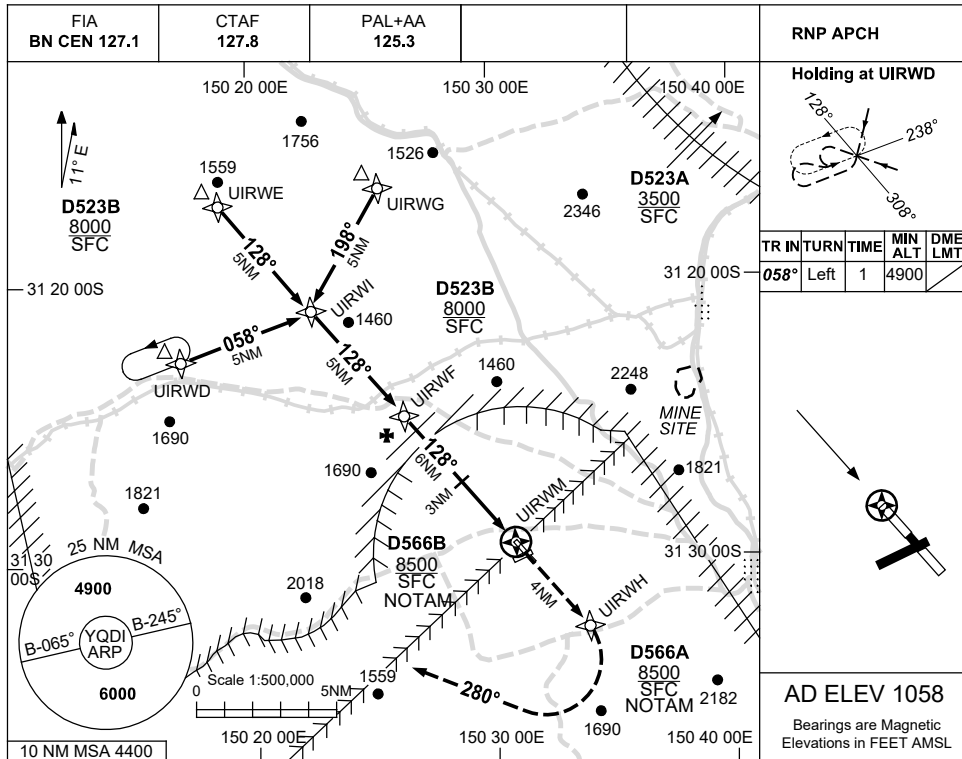 FIA
BN CEN 127.1
CTAF
127.8
PAL+AA
125.3
RNP APCH
150 20 00E
150 30 00E
150 40 00E
11° E
1756
1526
1559
UIRWE
UIRWG
D523B
8000
SFC
D523A
3500
SFC
2346
128°
5NM
198°
5NM
31 20 00S
31 20 00S
UIRWI
D523B
8000
SFC
1460
058°
5NM
128°
5NM
UIRWD
UIRWF
1460
2248
MINE
SITE
1690
128°
6NM
3NM
1690
1821
1821
UIRWM
31 30
00S
31 30 00S
25 NM MSA
4900
B-065°
B-245°
YQDI
ARP
6000
D566B
8500
SFC
NOTAM
2018
4NM
UIRWH
D566A
8500
SFC
NOTAM
2182
1559
280°
1690
Scale 1:500,000
0
5NM
10 NM MSA 4400
150 20 00E
150 30 00E
150 40 00E
Holding at UIRWD
128°
238°
308°
TR IN TURN TIME MIN ALT DME LMT
058° Left 1 4900
AD ELEV 1058
Bearings are Magnetic
Elevations in FEET AMSL